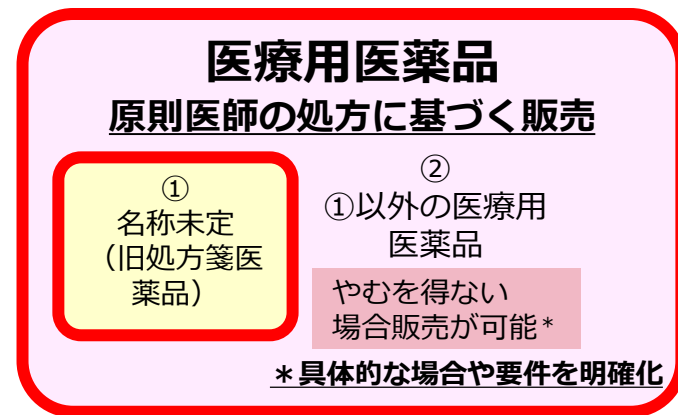 医療用医薬品
原則医師の処方に基づく販売
①
名称未定
（旧処方箋医
薬品）
②
①以外の医療用
医薬品
やむを得ない
場合販売が可能*
＊具体的な場合や要件を明確化